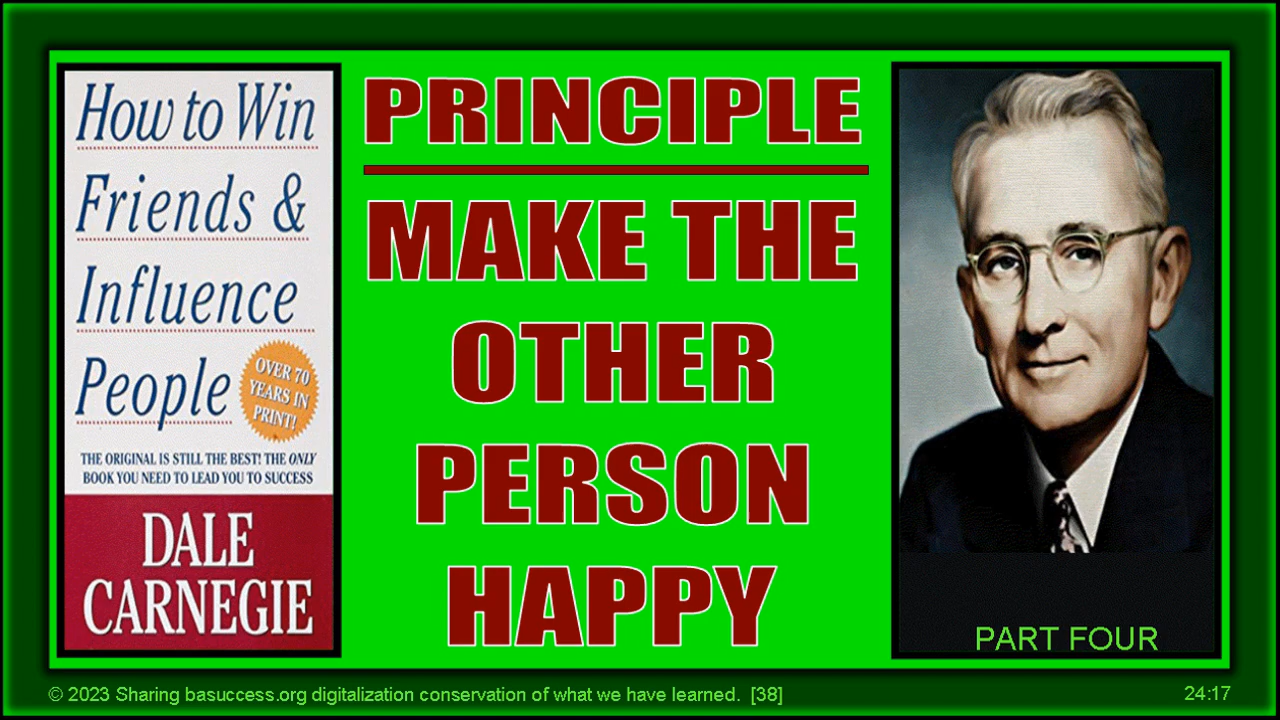 How to Win
Friends &
Influence
People
OVER 70
YEARS IN
PRINT!
THE ORIGINAL IS STILL THE BEST! THE ONLY
BOOK YOU NEED TO LEAD YOU TO SUCCESS
DALE
CARNEGIE
PRINCIPLE
MAKE THE
OTHER
PERSON
HAPPY
PART FOUR
© 2023 Sharing basuccess.org digitalization conservation of what we have learned. [38]
24:17